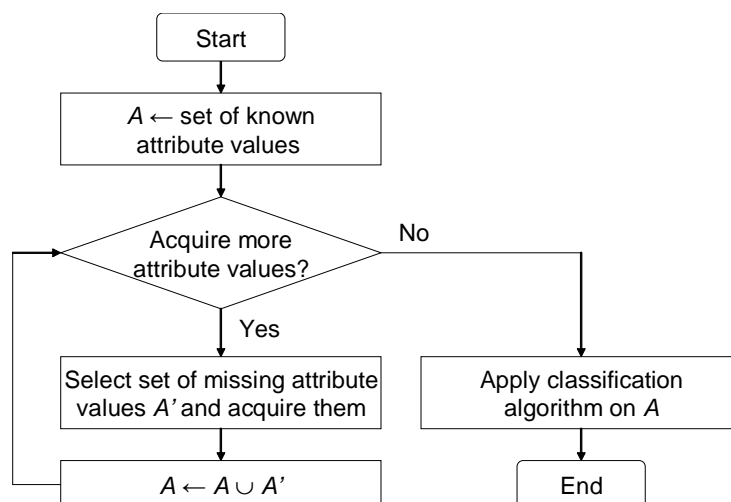 Start
A ← set of known
attribute values
Acquire more
attribute values?
No
Yes
Select set of missing attribute
values A' and acquire them
Apply classification
algorithm on A
A ← A ∪ A'
End